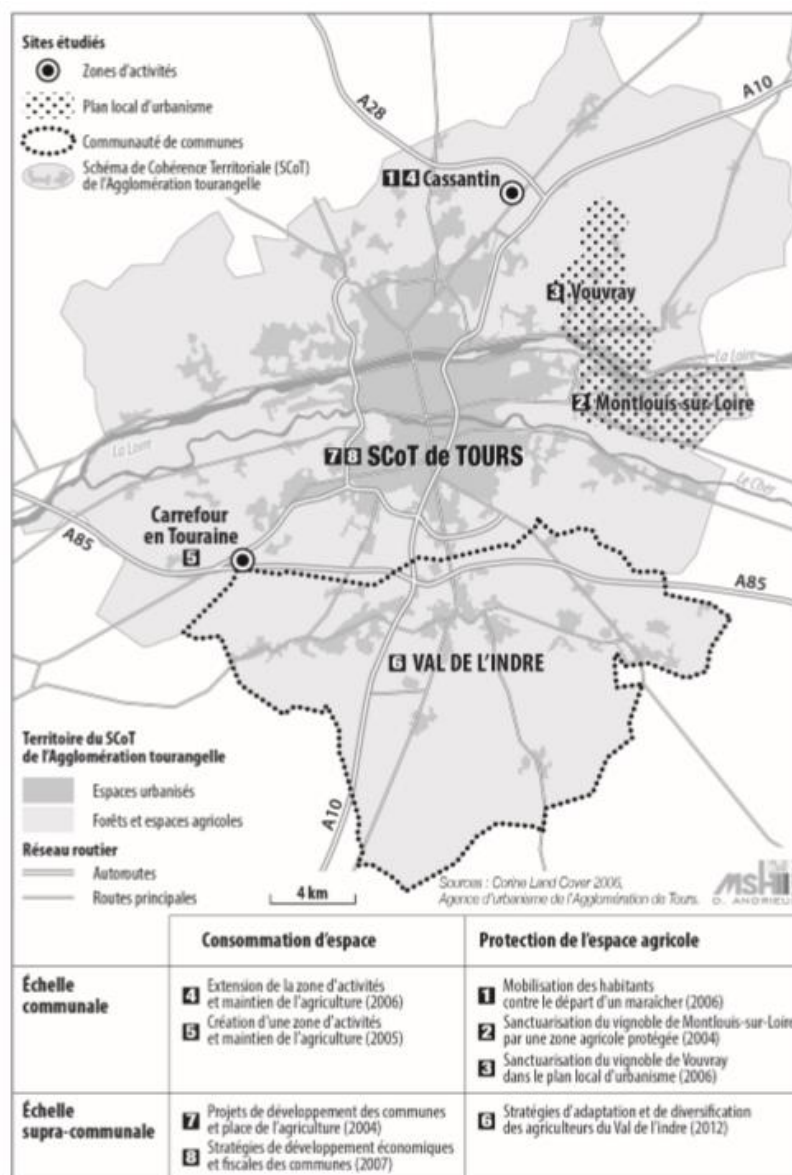 Sites étudiés
Zones d'activités
Plan local d'urbanisme
Communauté de communes
Schéma de Cohérence Territoriale (SCoT)
de l'Agglomération tourangelle
A28
A10
1 4 Cassantin
3 Vouvray
La Loire
2 Montlouis-sur-Loire
7 8 SCoT de TOURS
La Loire
Le Cher
Carrefour
en Touraine
5
A85
A85
6 VAL DE L'INDRE
Territoire du SCoT
de l'Agglomération tourangelle
Espaces urbanisés
Forêts et espaces agricoles
A10
Réseau routier
Autoroutes
Routes principales
4 km
Sources : Corine Land Cover 2006,
Agence d'urbanisme de l'Agglomération de Tours.
MSH
D. ANDRIEU
Consommation d'espace
Protection de l'espace agricole
Échelle
communale
4 Extension de la zone d'activités
et maintien de l'agriculture (2006)
5 Création d'une zone d'activités
et maintien de l'agriculture (2005)
1 Mobilisation des habitants
contre le départ d'un maraîcher (2006)
2 Sanctuarisation du vignoble de Montlouis-sur-Loire
par une zone agricole protégée (2004)
3 Sanctuarisation du vignoble de Vouvray
dans le plan local d'urbanisme (2006)
Échelle
supra-communale
7 Projets de développement des communes
et place de l'agriculture (2004)
8 Stratégies de développement économiques
et fiscales des communes (2007)
6 Stratégies d'adaptation et de diversification
des agriculteurs du Val de l'indre (2012)